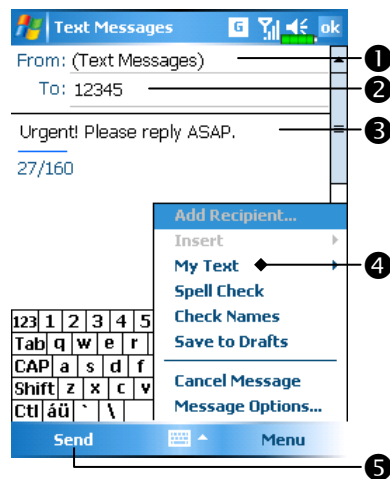 Text Messages G ok
From: (Text Messages) 1
To: 12345 2
Urgent! Please reply ASAP. 3
27/160
Add Recipient...
Insert
My Text 4
Spell Check
Check Names
Save to Drafts
Cancel Message
Message Options...
123 1 2 3 4 5
Tab q w e r
CAP a s d f
Shift z x c v
Ctl áü ` \
Send Menu
5